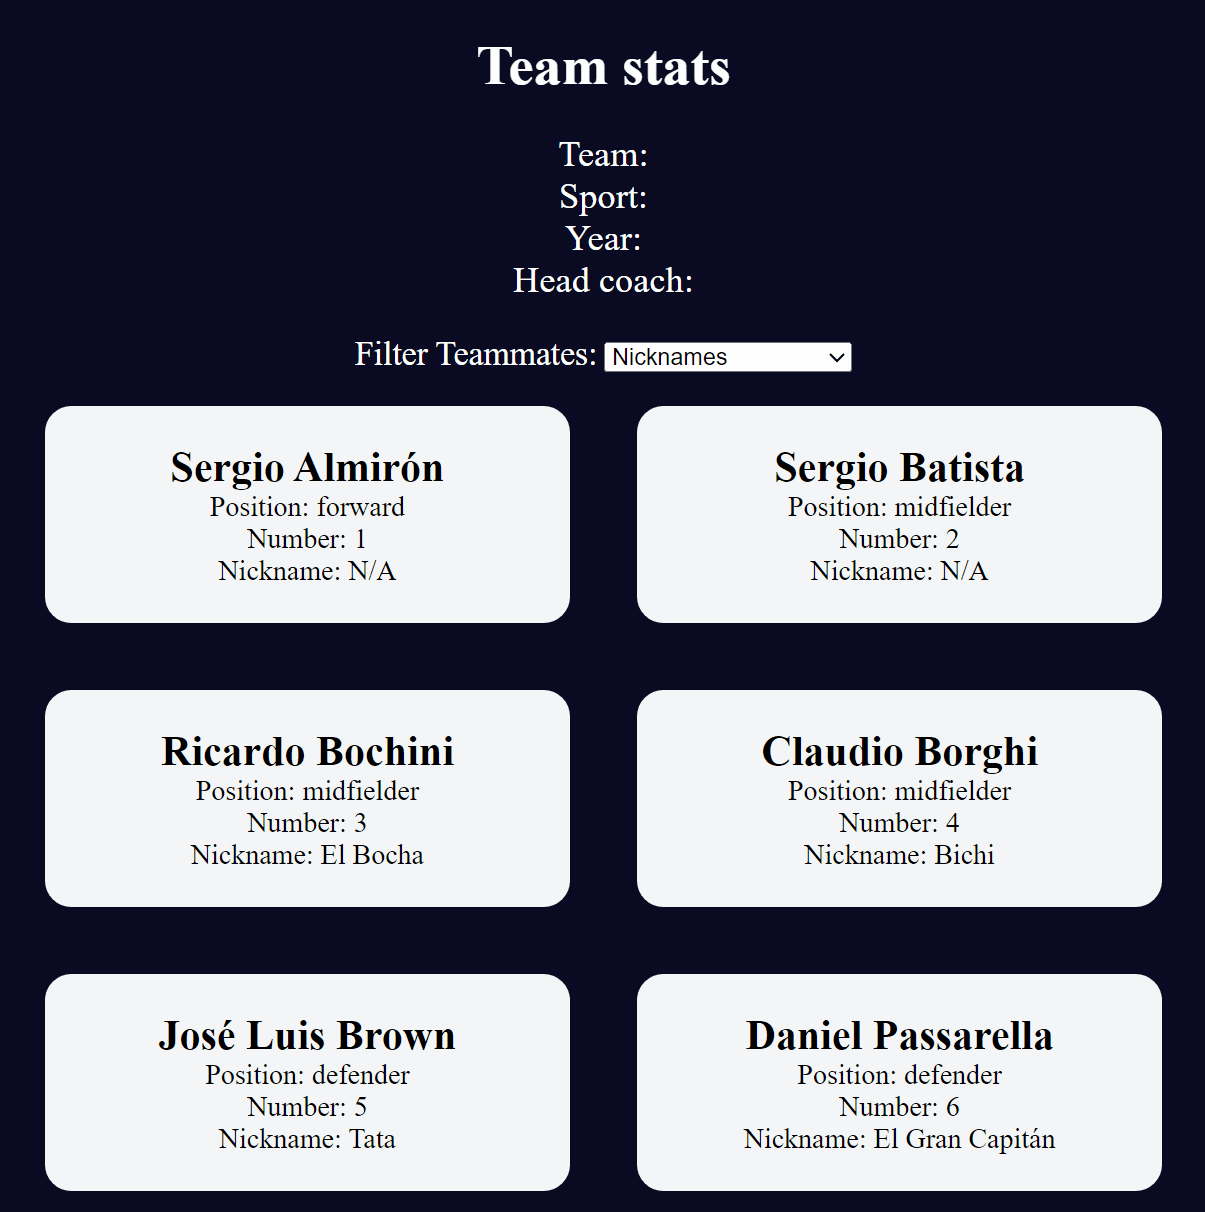 Team stats
Team:
Sport:
Year:
Head coach:
Filter Teammates: Nicknames
Sergio Almirón
Position: forward
Number: 1
Nickname: N/A
Sergio Batista
Position: midfielder
Number: 2
Nickname: N/A
Ricardo Bochini
Position: midfielder
Number: 3
Nickname: El Bocha
Claudio Borghi
Position: midfielder
Number: 4
Nickname: Bichi
José Luis Brown
Position: defender
Number: 5
Nickname: Tata
Daniel Passarella
Position: defender
Number: 6
Nickname: El Gran Capitán